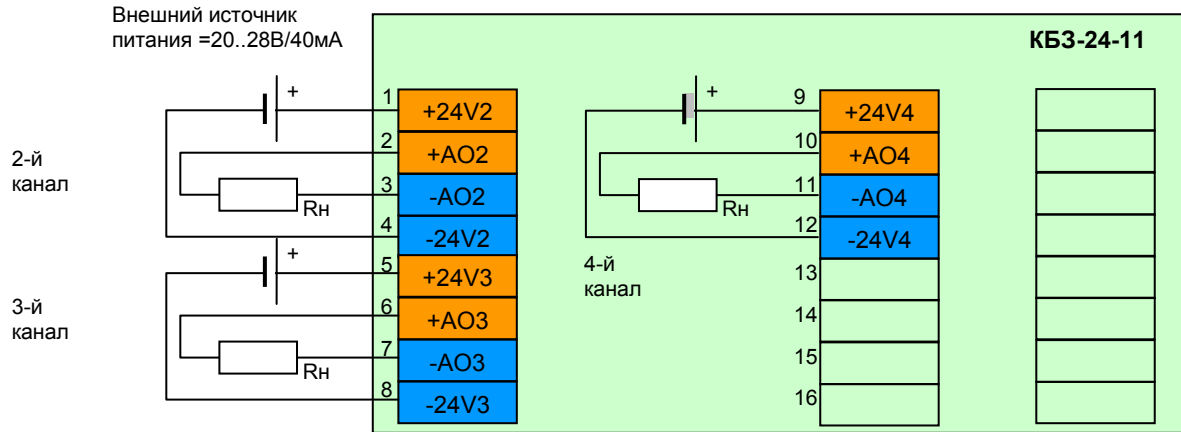 Внешний источник
питания =20..28В/40мА
КБЗ-24-11
+
1
+24V2
2
+AO2
2-й
канал
3
-AO2
Rн
4
-24V2
+
5
+24V3
3-й
канал
6
+AO3
7
-AO3
Rн
8
-24V3
+
9
+24V4
10
+AO4
11
-AO4
Rн
12
-24V4
4-й
канал
13
14
15
16